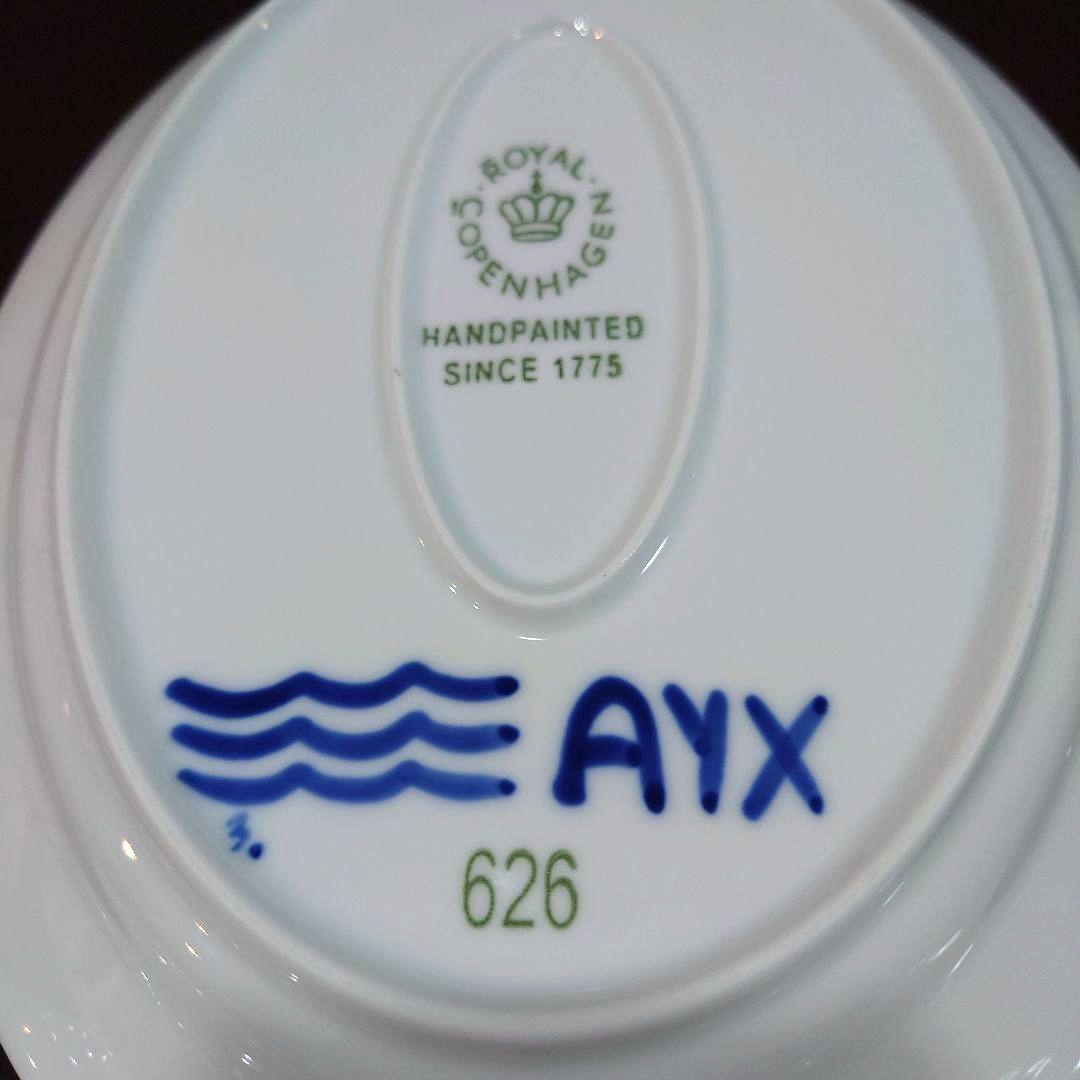 ROYAL
COPENHAGEN
HANDPAINTED
SINCE 1775
AYX
3.
626